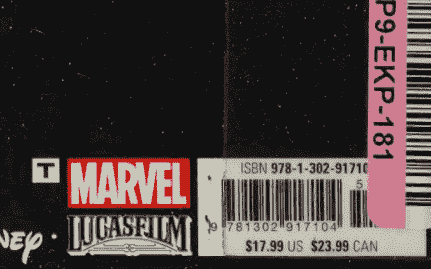 P9-EKP-181
T
MARVEL
ISBN 978-1-302-91710
5
LUCASFILM
9 781302 917104
$17.99 US $23.99 CAN